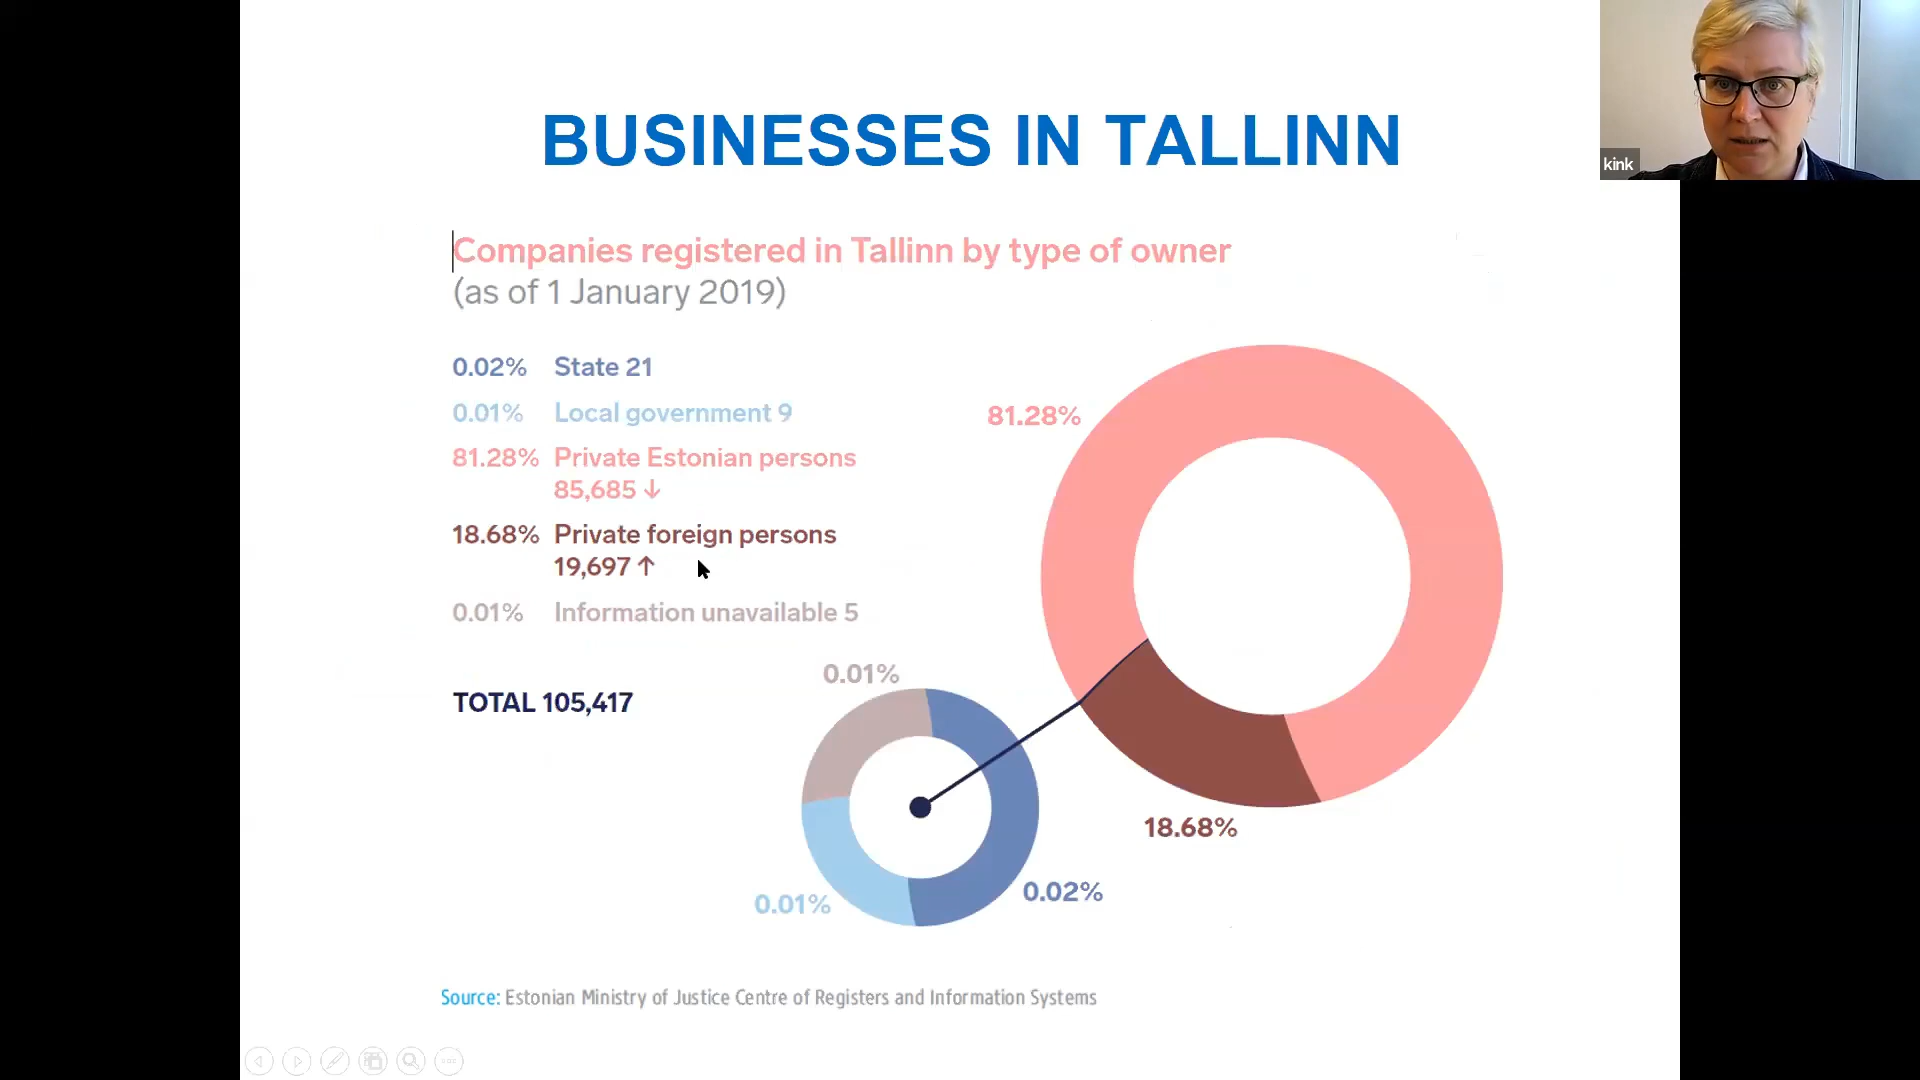 BUSINESSES IN TALLINN
kink
Companies registered in Tallinn by type of owner
(as of 1 January 2019)
0.02% State 21
0.01% Local government 9
81.28% Private Estonian persons
85,685 ↓
18.68% Private foreign persons
19,697 ↑
0.01% Information unavailable 5
TOTAL 105,417
81.28%
18.68%
0.01%
0.01%
0.02%
Source: Estonian Ministry of Justice Centre of Registers and Information Systems